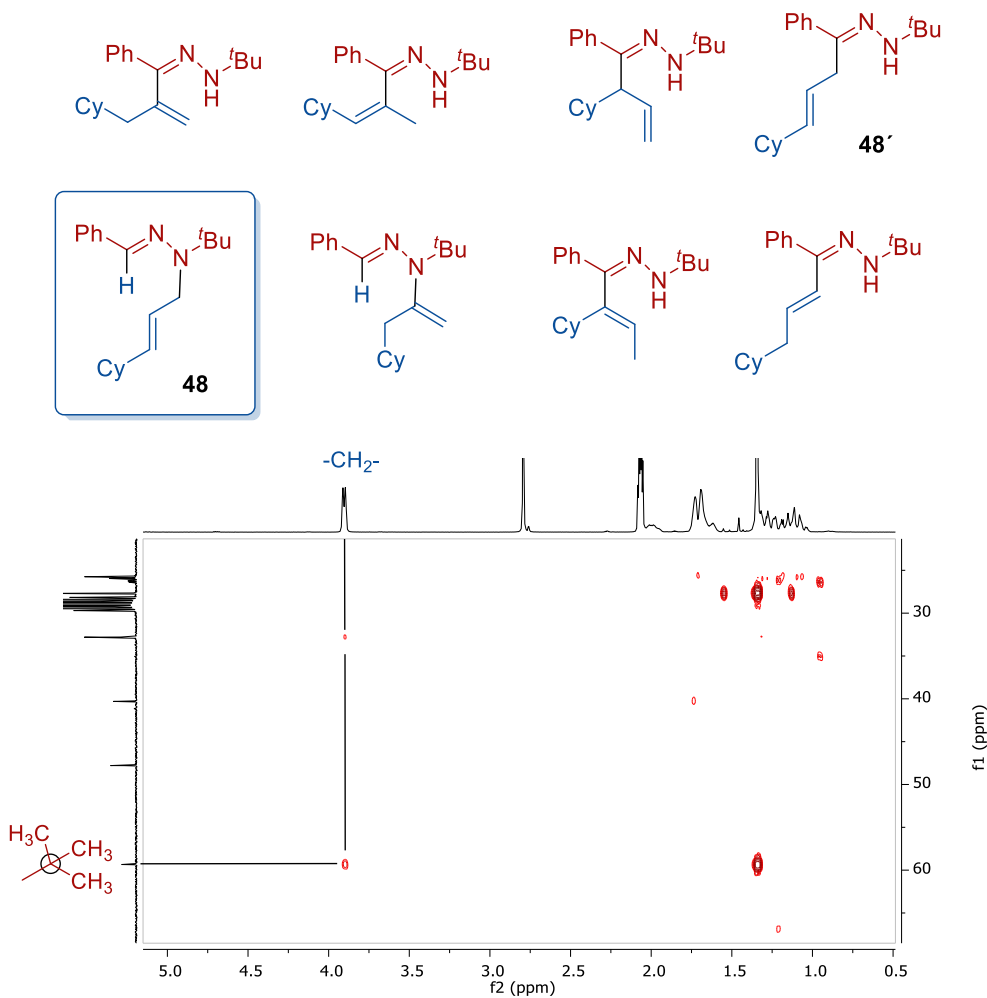 Ph N N H tBu Cy
Ph N N H tBu Cy
Ph N N H tBu Cy
Ph N N H tBu Cy 48´
Ph N N tBu H Cy 48
Ph N N tBu H Cy
Ph N N H tBu Cy
Ph N N H tBu Cy
-CH2-
30
40
50
60
f1 (ppm)
H3C
CH3
CH3
5.0 4.5 4.0 3.5 3.0 2.5 2.0 1.5 1.0 0.5
f2 (ppm)